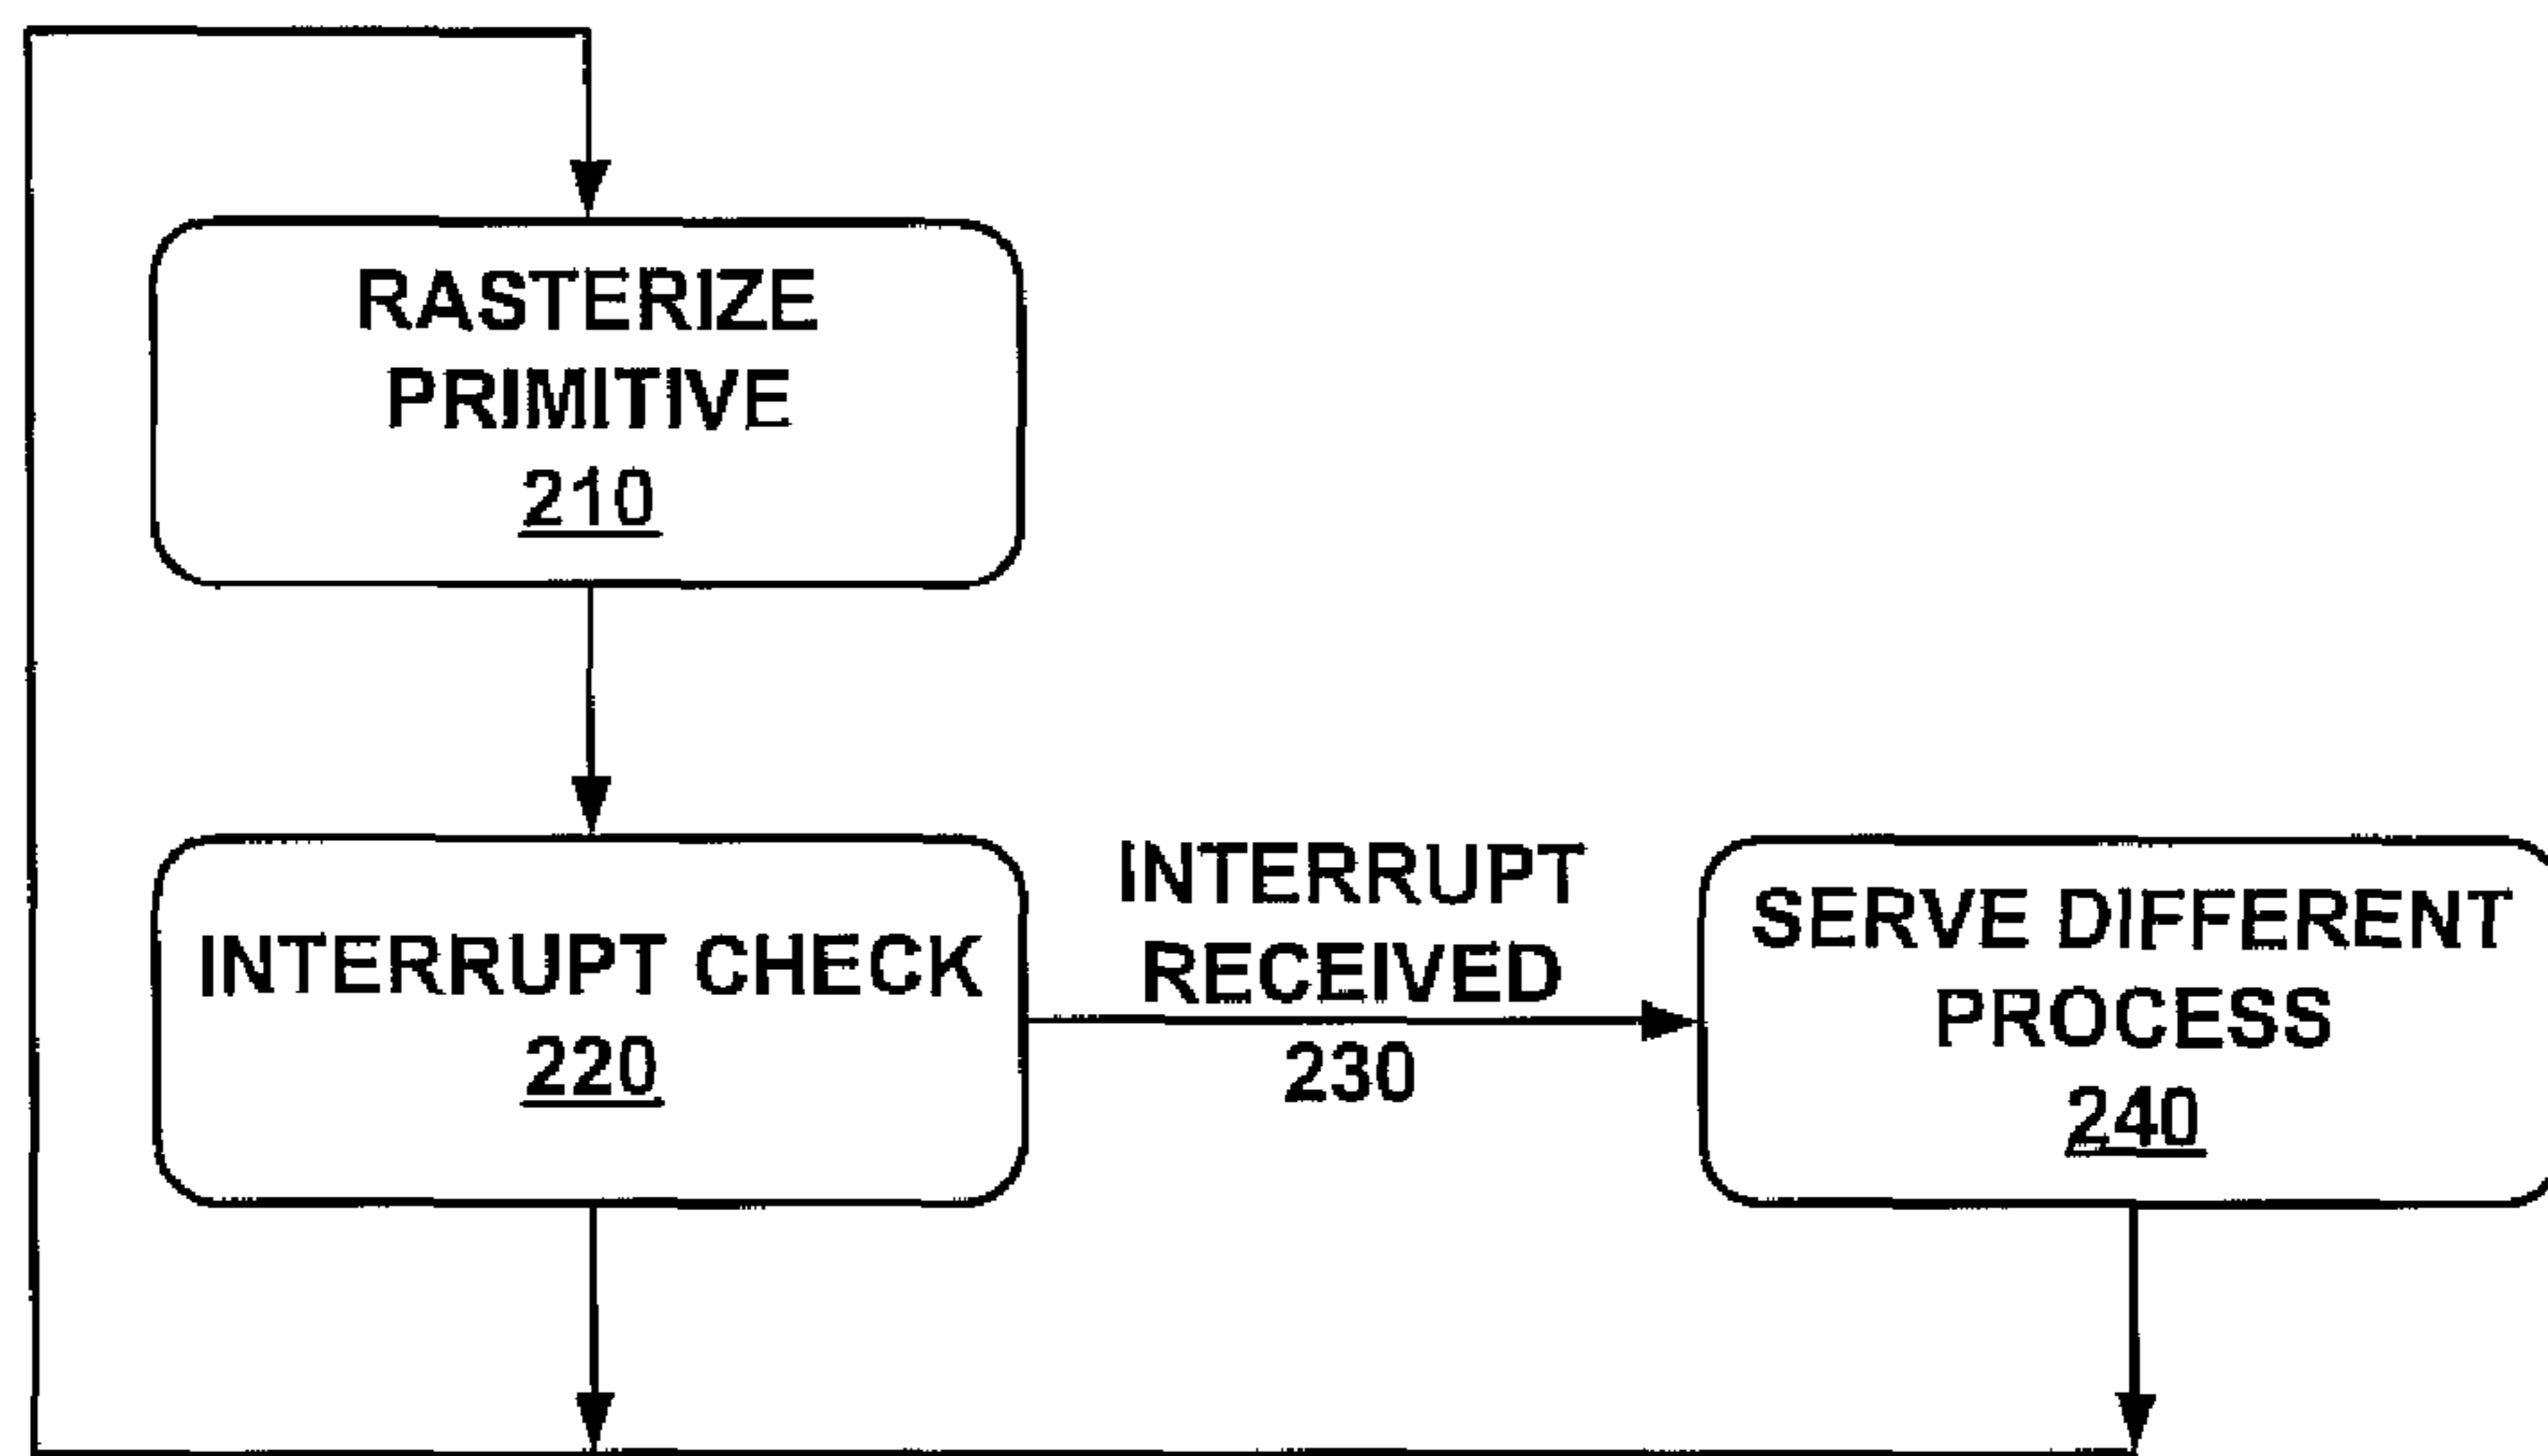 RASTERIZE
PRIMITIVE
210
INTERRUPT CHECK
220
INTERRUPT
RECEIVED
230
SERVE DIFFERENT
PROCESS
240